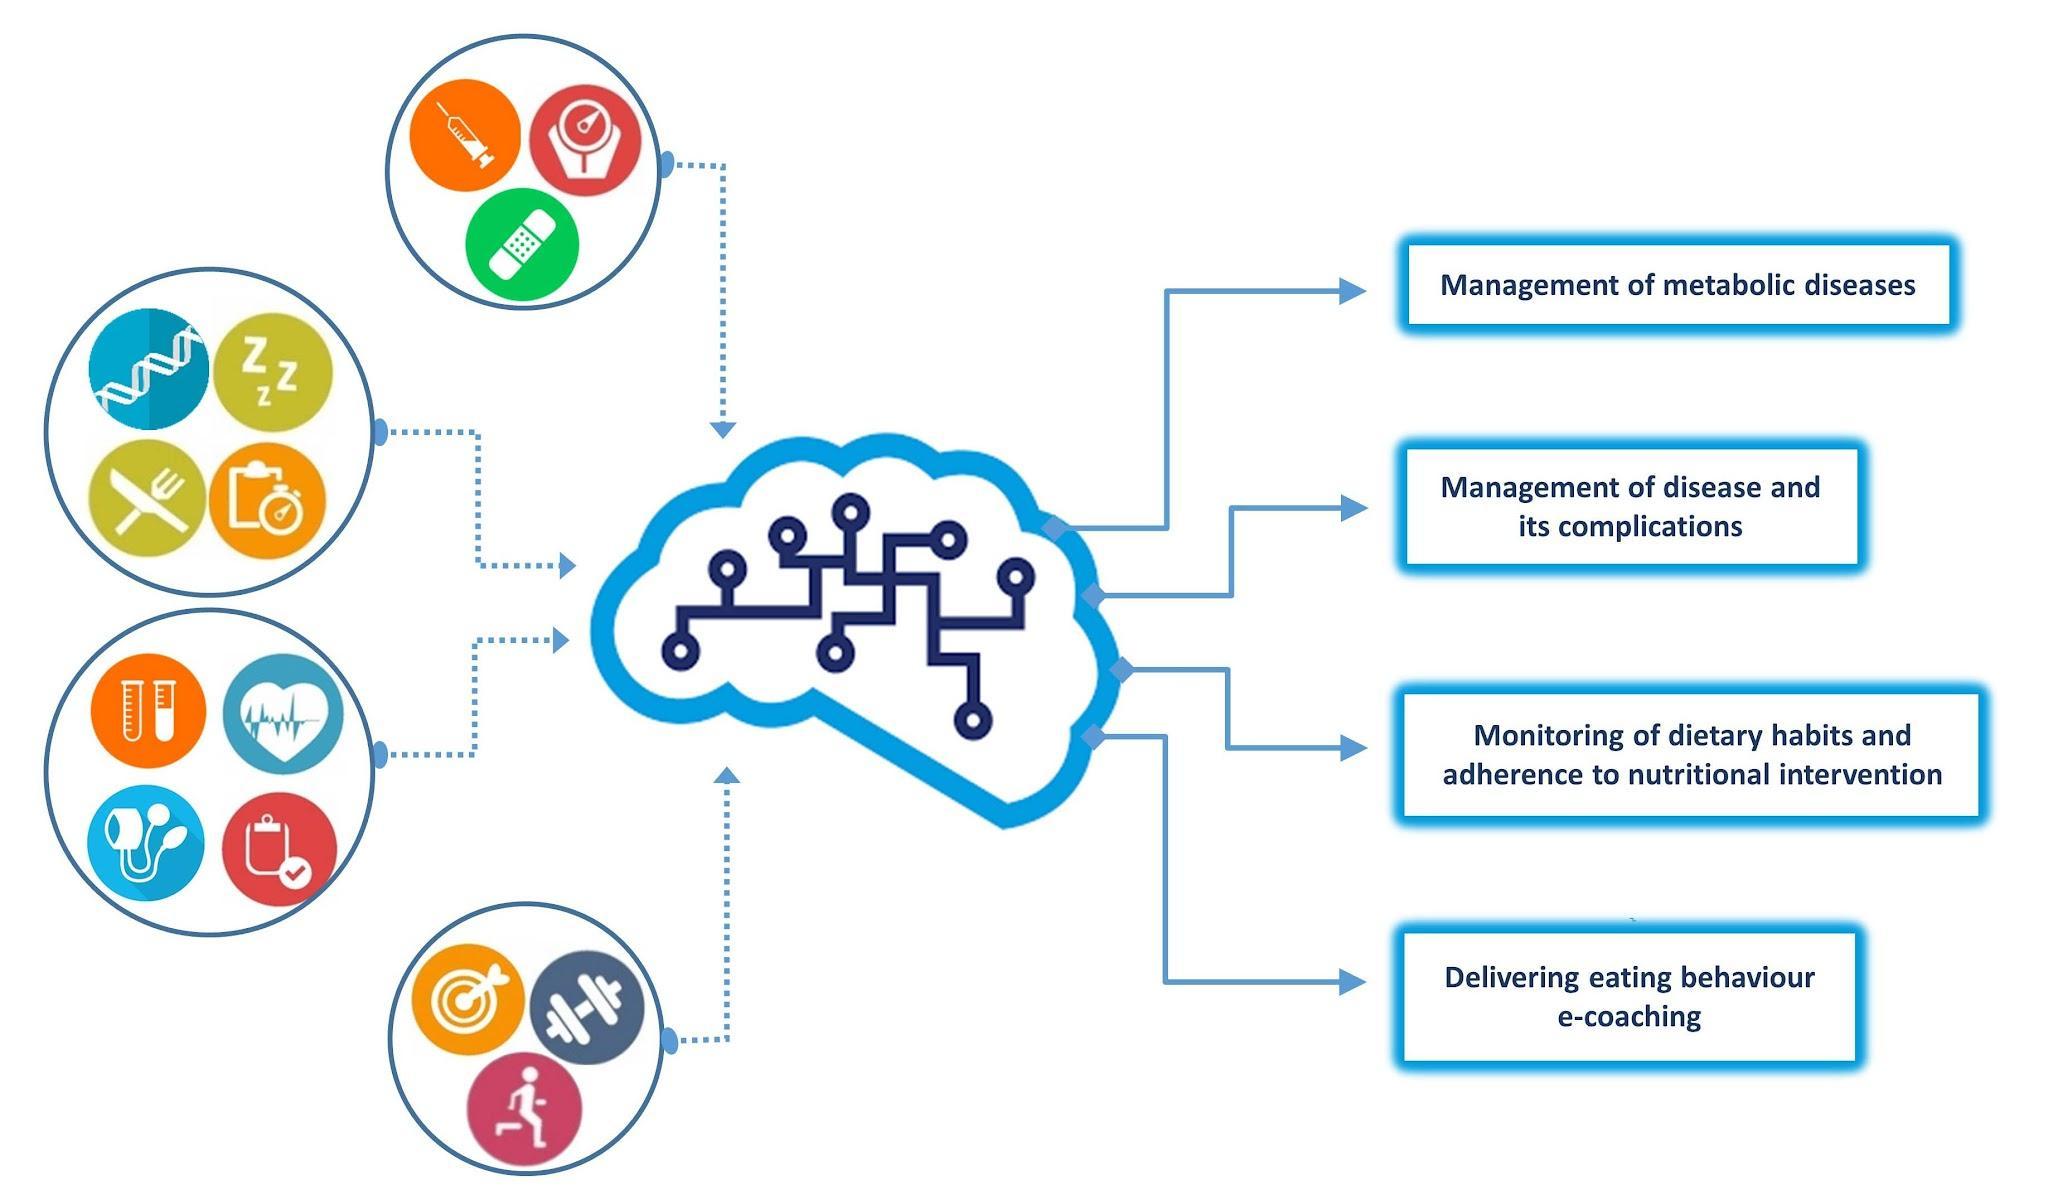 Z
Z
z
Management of metabolic diseases
Management of disease and
its complications
Monitoring of dietary habits and
adherence to nutritional intervention
Delivering eating behaviour
e-coaching